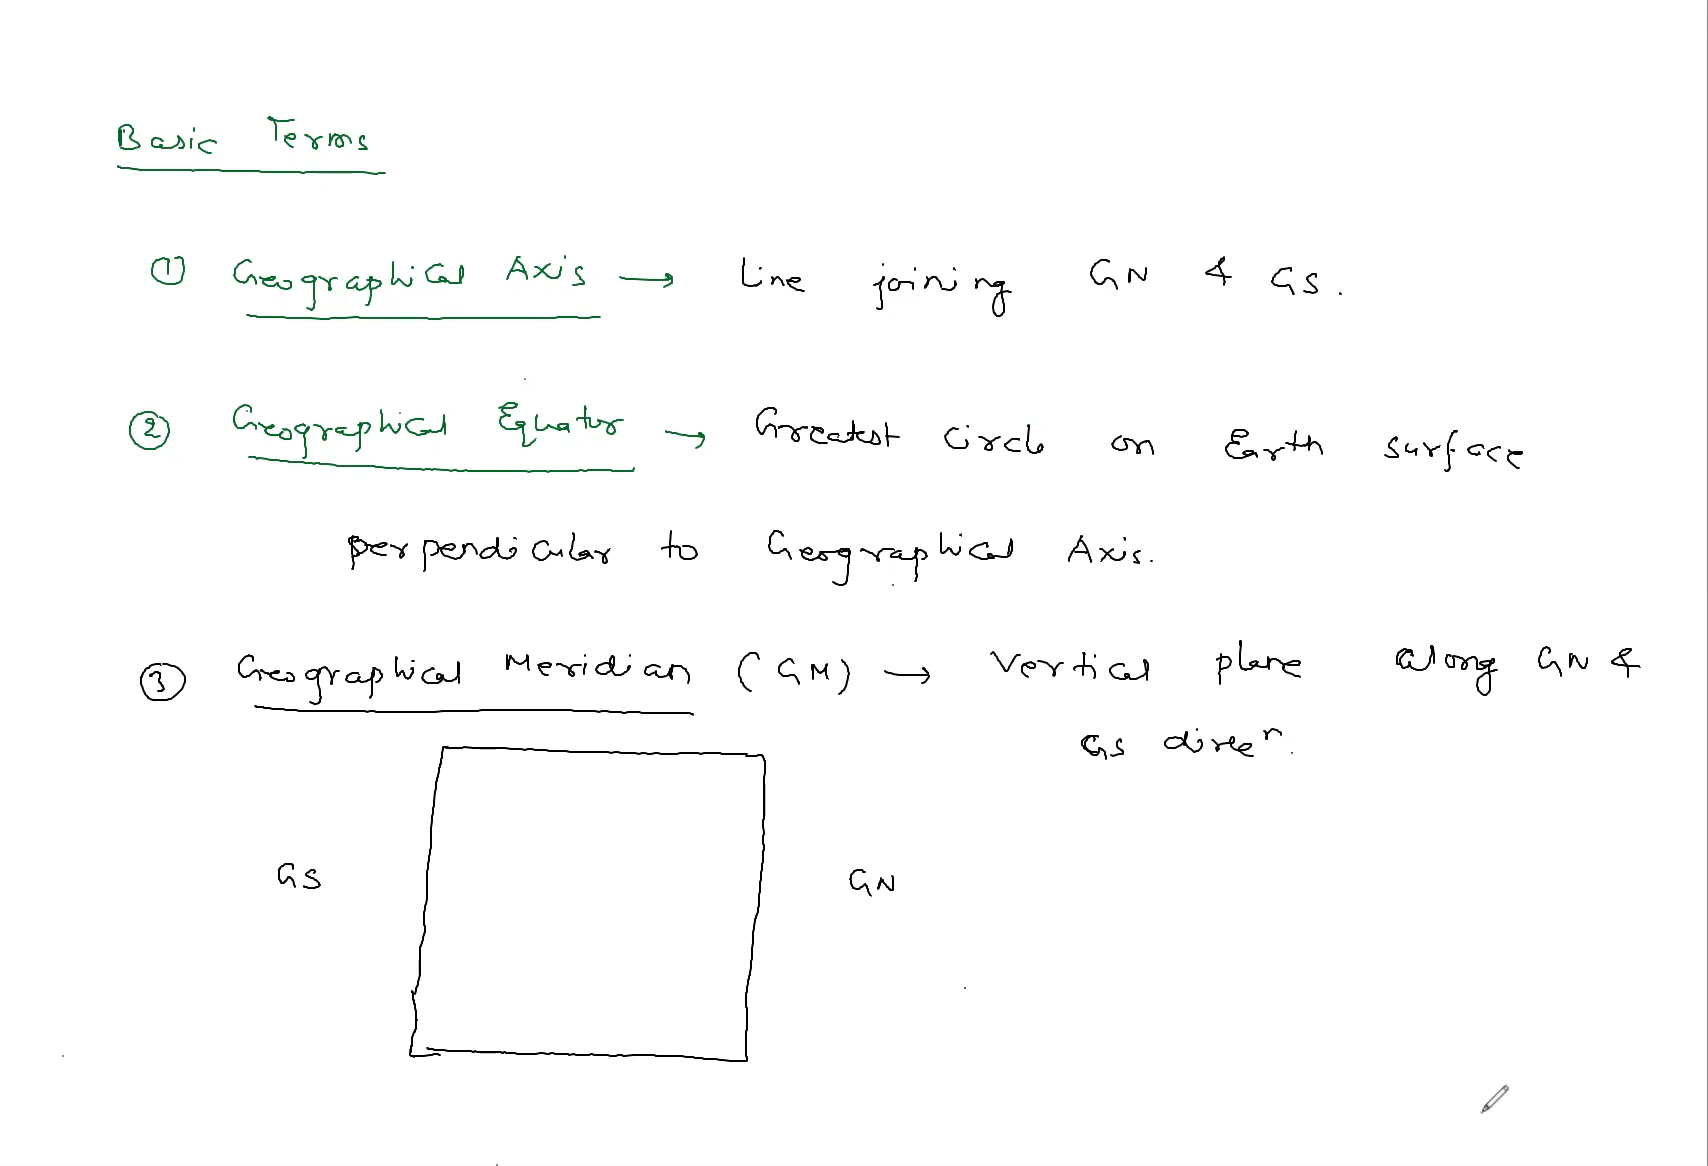 Basic Terms
① Geographical Axis → Line joining GN & GS.
② Geographical Equator → Greatest circle on Earth surface
perpendicular to Geographical Axis.
③ Geographical Meridian (GM) → Vertical plane along GN &
GS direcⁿ.
GS
GN